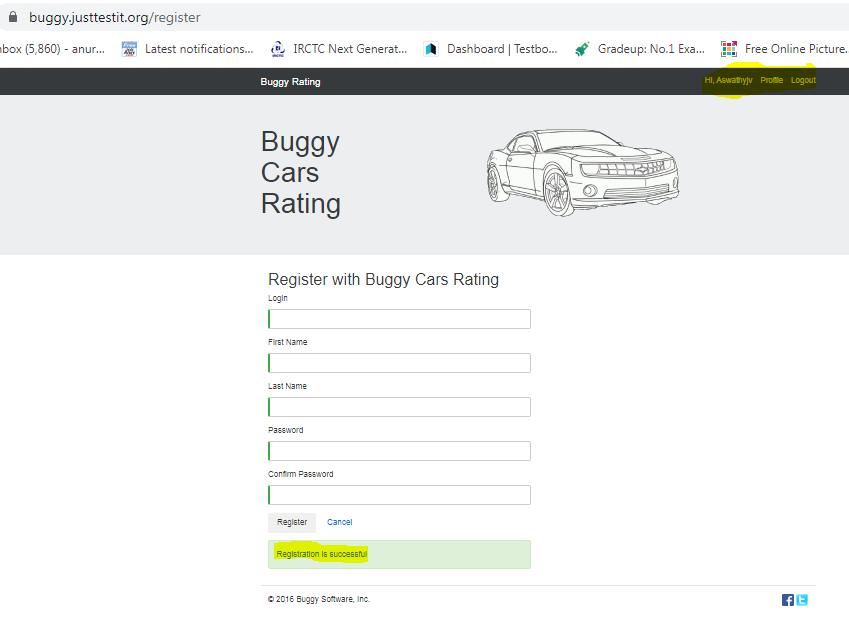 buggy.justtestit.org/register
nbox (5,860) - anur... Latest notifications... IRCTC Next Generat... Dashboard | Testbo... Gradeup: No.1 Exa... Free Online Picture.
Buggy Rating Hi, Aswathyjv Profile Logout
Buggy
Cars
Rating
Register with Buggy Cars Rating
Login
First Name
Last Name
Password
Confirm Password
Register Cancel
Registration is successful
© 2016 Buggy Software, Inc.